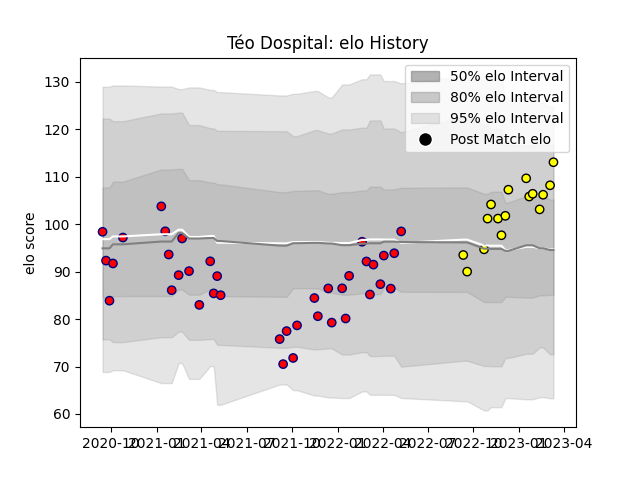 Téo Dospital: elo History
50% elo Interval
80% elo Interval
95% elo Interval
Post Match elo
elo score
130
120
110
100
90
80
70
60
2020-10 2021-01 2021-04 2021-07 2021-10 2022-01 2022-04 2022-07 2022-10 2023-01 2023-04